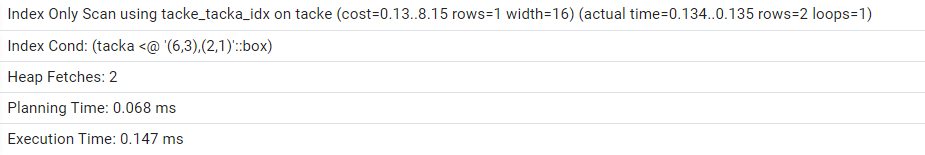 Index Only Scan using tacke_tacka_idx on tacke (cost=0.13..8.15 rows=1 width=16) (actual time=0.134..0.135 rows=2 loops=1)
Index Cond: (tacka <@ '(6,3),(2,1)'::box)
Heap Fetches: 2
Planning Time: 0.068 ms
Execution Time: 0.147 ms